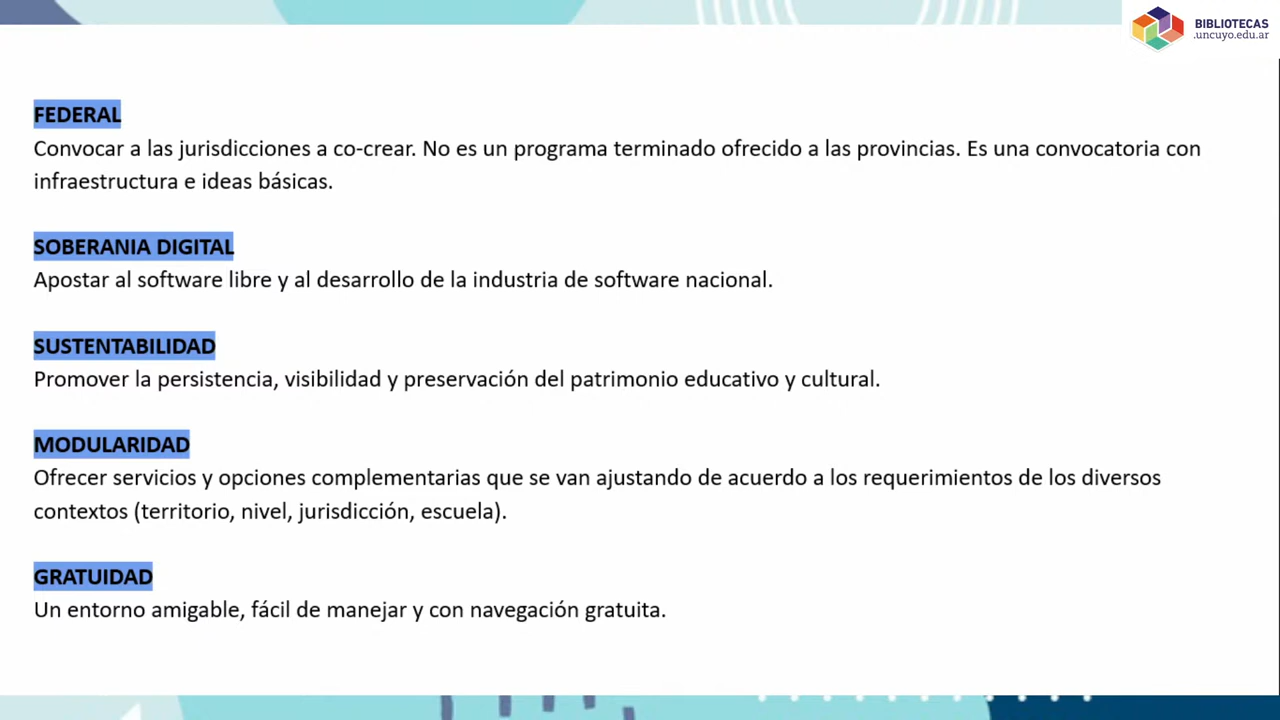 BIBLIOTECAS
.uncuyo.edu.ar
FEDERAL
Convocar a las jurisdicciones a co-crear. No es un programa terminado ofrecido a las provincias. Es una convocatoria con
infraestructura e ideas básicas.
SOBERANIA DIGITAL
Apostar al software libre y al desarrollo de la industria de software nacional.
SUSTENTABILIDAD
Promover la persistencia, visibilidad y preservación del patrimonio educativo y cultural.
MODULARIDAD
Ofrecer servicios y opciones complementarias que se van ajustando de acuerdo a los requerimientos de los diversos
contextos (territorio, nivel, jurisdicción, escuela).
GRATUIDAD
Un entorno amigable, fácil de manejar y con navegación gratuita.